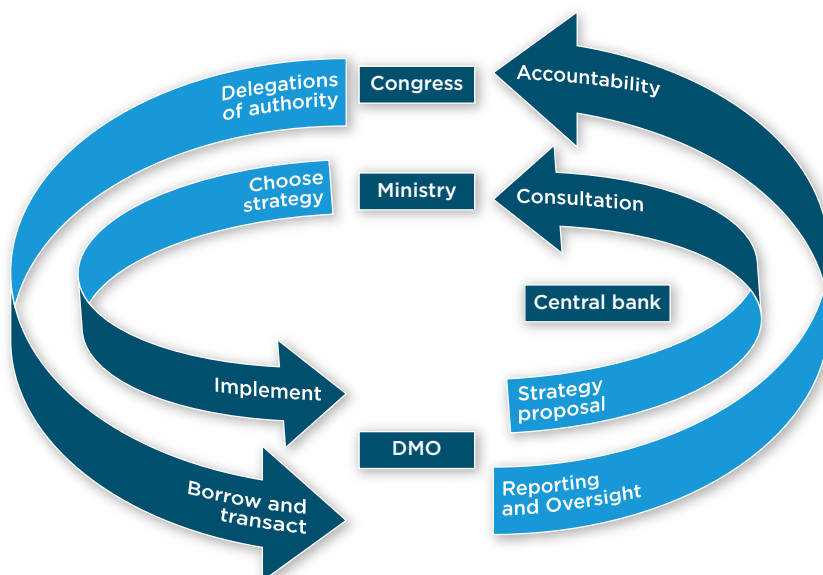 Delegations
of authority
Congress
Accountability
Choose
strategy
Ministry
Consultation
Central bank
Implement
Strategy
proposal
DMO
Borrow and
transact
Reporting
and Oversight